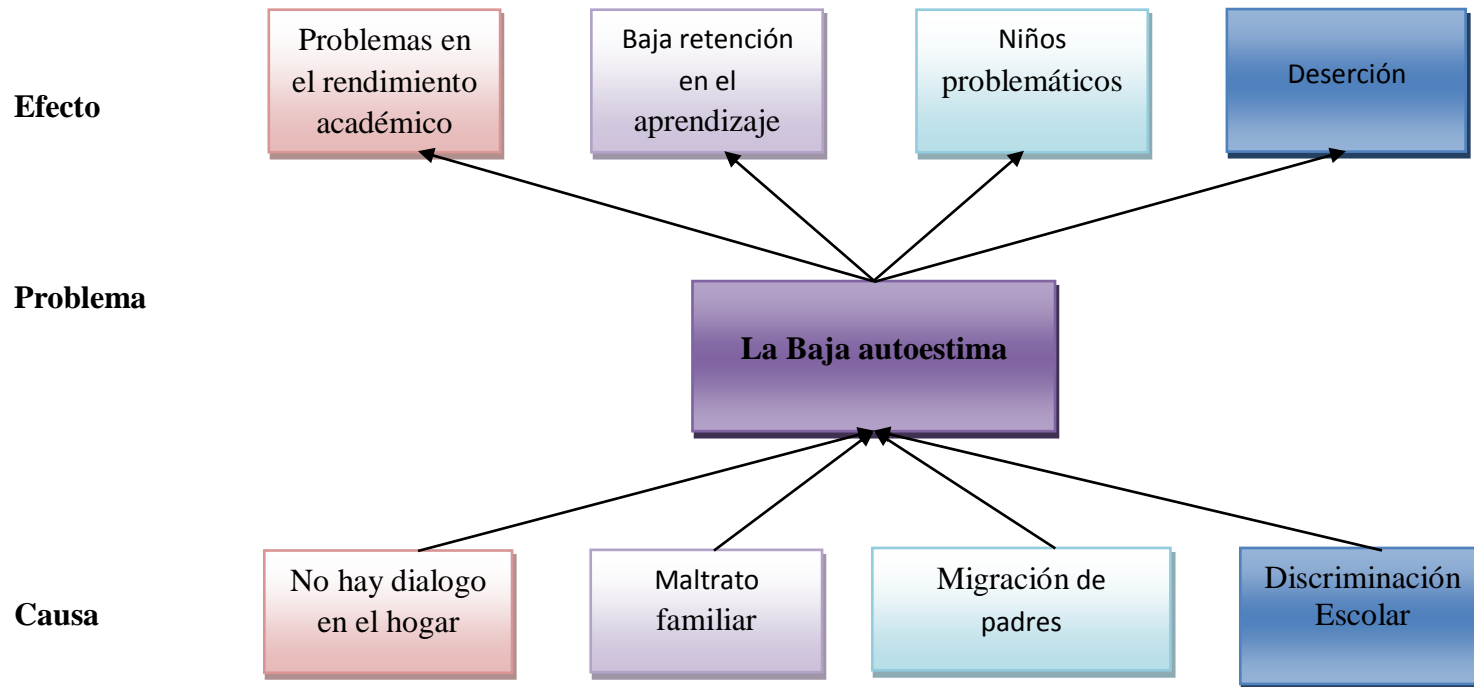 Efecto
Problemas en
el rendimiento
académico
Baja retención
en el
aprendizaje
Niños
problemáticos
Deserción
Problema
La Baja autoestima
Causa
No hay dialogo
en el hogar
Maltrato
familiar
Migración de
padres
Discriminación
Escolar